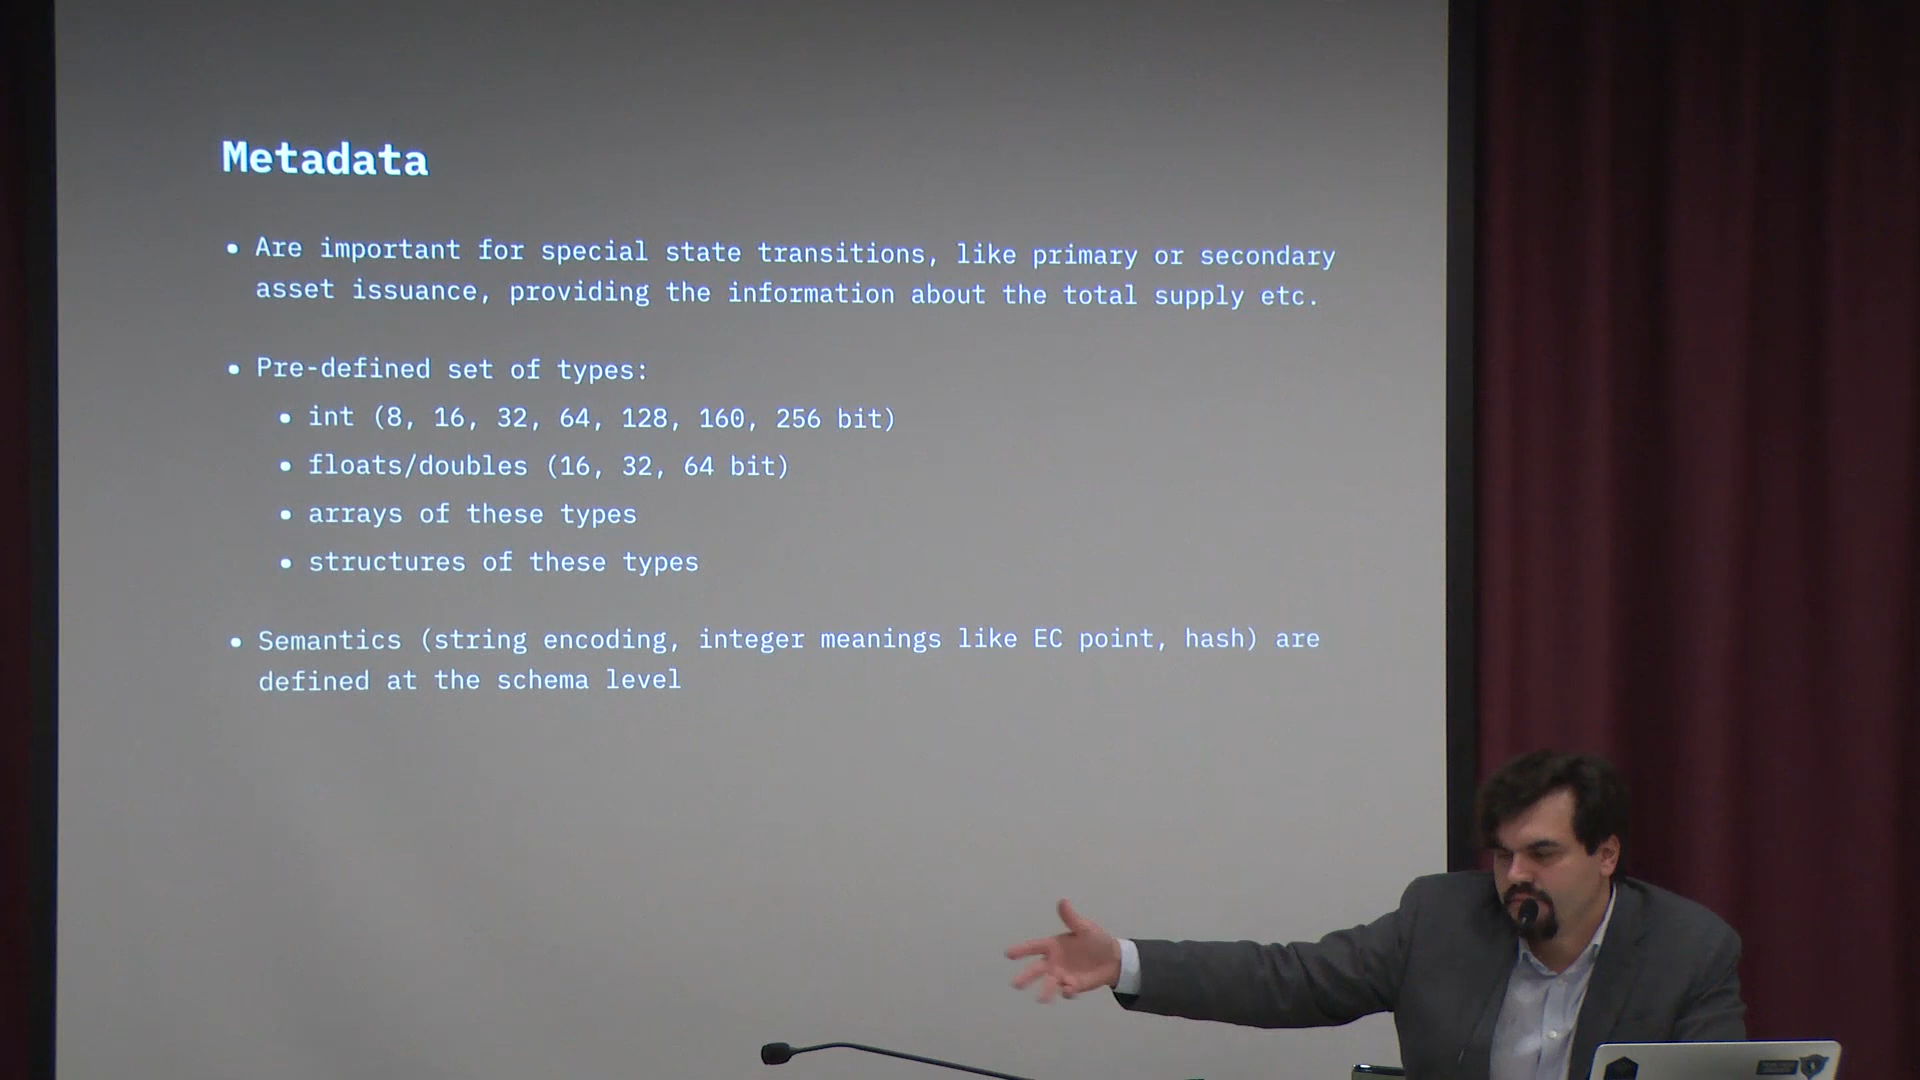 Metadata
• Are important for special state transitions, like primary or secondary
asset issuance, providing the information about the total supply etc.
• Pre-defined set of types:
• int (8, 16, 32, 64, 128, 160, 256 bit)
• floats/doubles (16, 32, 64 bit)
• arrays of these types
• structures of these types
• Semantics (string encoding, integer meanings like EC point, hash) are
defined at the schema level